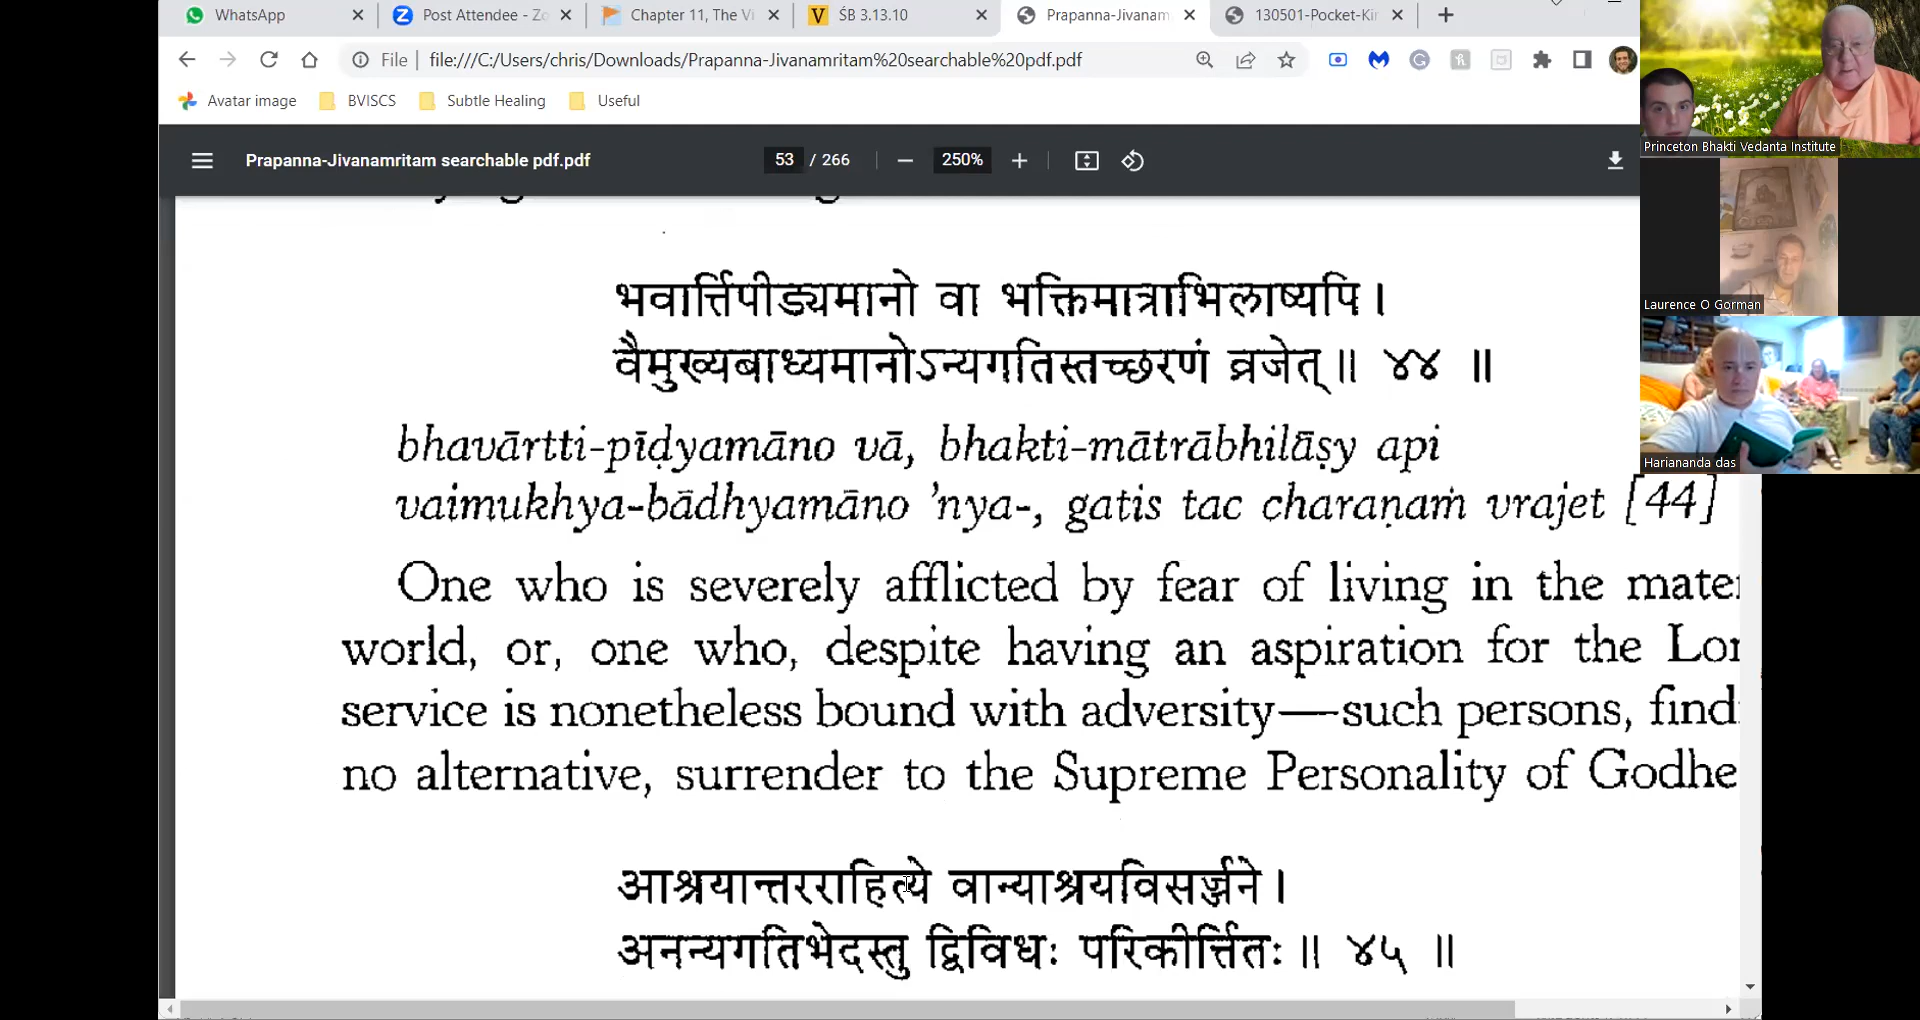 WhatsApp
Post Attendee - Zo
Chapter 11, The Vi
ŚB 3.13.10
Prapanna-Jivanam
130501-Pocket-Kir
File
file:///C:/Users/chris/Downloads/Prapanna-Jivanamritam%20searchable%20pdf.pdf
Avatar image
BVISCS
Subtle Healing
Useful
Prapanna-Jivanamritam searchable pdf.pdf
53 / 266
250%
भवार्त्तिपीड्यमानो वा भक्तिमात्राभिलाष्यपि ।
वैमुख्यबाध्यमानोऽन्यगतिस्तच्छरणं व्रजेत् ॥ ४४ ॥
bhavārtti-pīḍyamāno vā, bhakti-mātrābhilāṣy api
vaimukhya-bādhyamāno 'nya-, gatis tac charaṇaṁ vrajet [44]
One who is severely afflicted by fear of living in the mater
world, or, one who, despite having an aspiration for the Lor
service is nonetheless bound with adversity—such persons, find
no alternative, surrender to the Supreme Personality of Godhe
आश्रयान्तरराहित्ये वान्याश्रयविसर्ज्जने ।
अनन्यगतिभेदस्तु द्विविधः परिकीर्त्तितः ॥ ४५ ॥
Princeton Bhakti Vedanta Institute
Laurence O Gorman
Hariananda das